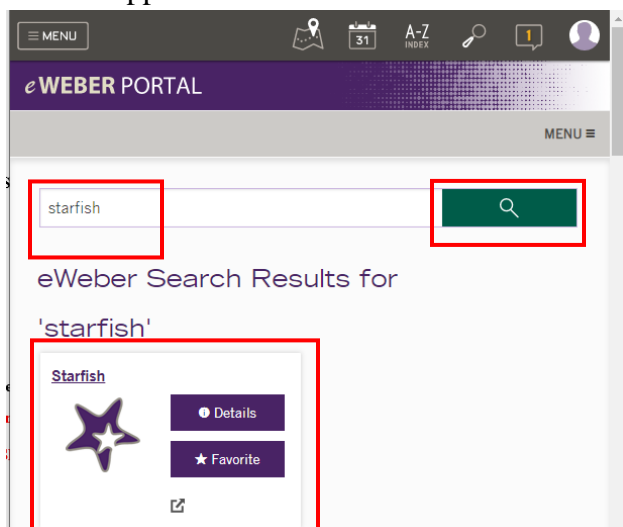 ≡ MENU 31 A-Z INDEX 1
eWEBER PORTAL
MENU ≡
starfish
eWeber Search Results for
'starfish'
Starfish
Details
Favorite